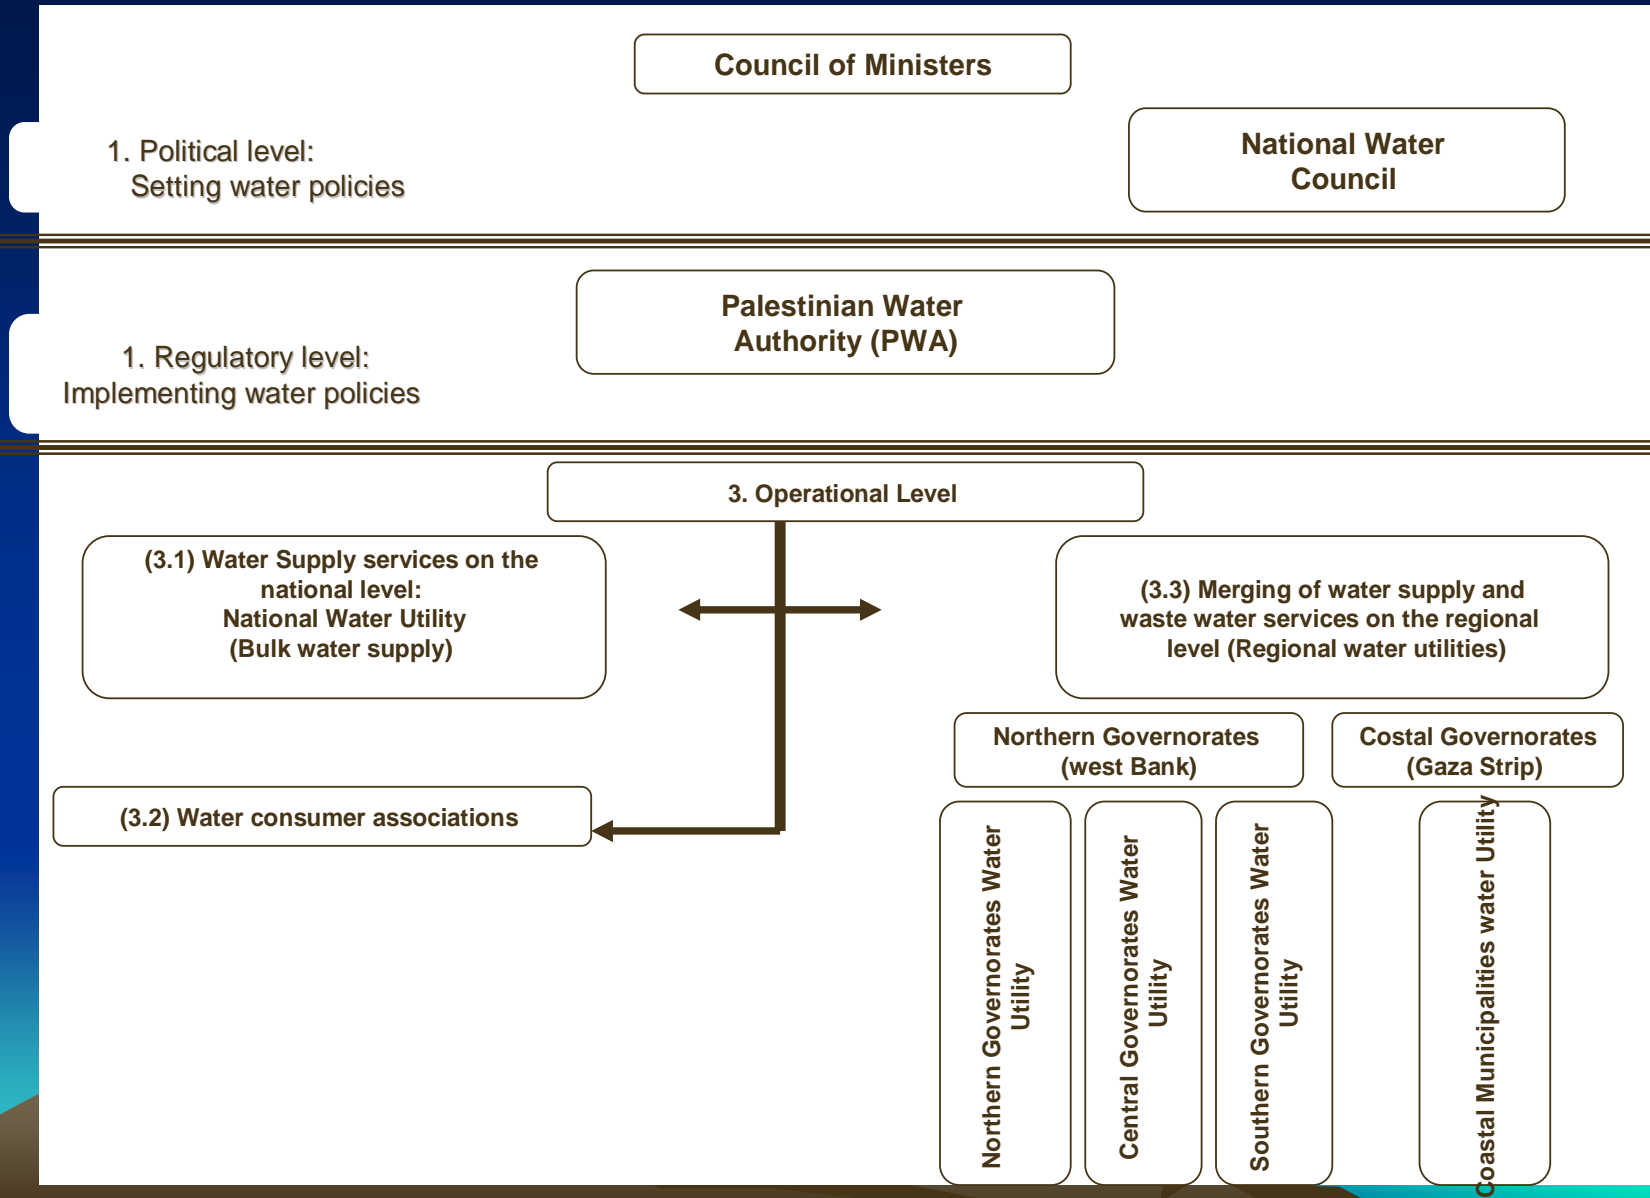 Council of Ministers
National Water
Council
1. Political level:
Setting water policies
Palestinian Water
Authority (PWA)
1. Regulatory level:
Implementing water policies
3. Operational Level
(3.1) Water Supply services on the
national level:
National Water Utility
(Bulk water supply)
(3.3) Merging of water supply and
waste water services on the regional
level (Regional water utilities)
Northern Governorates
(west Bank)
Costal Governorates
(Gaza Strip)
(3.2) Water consumer associations
Northern Governorates Water
Utility
Central Governorates Water
Utility
Southern Governorates Water
Utility
Coastal Municipalities water Utility